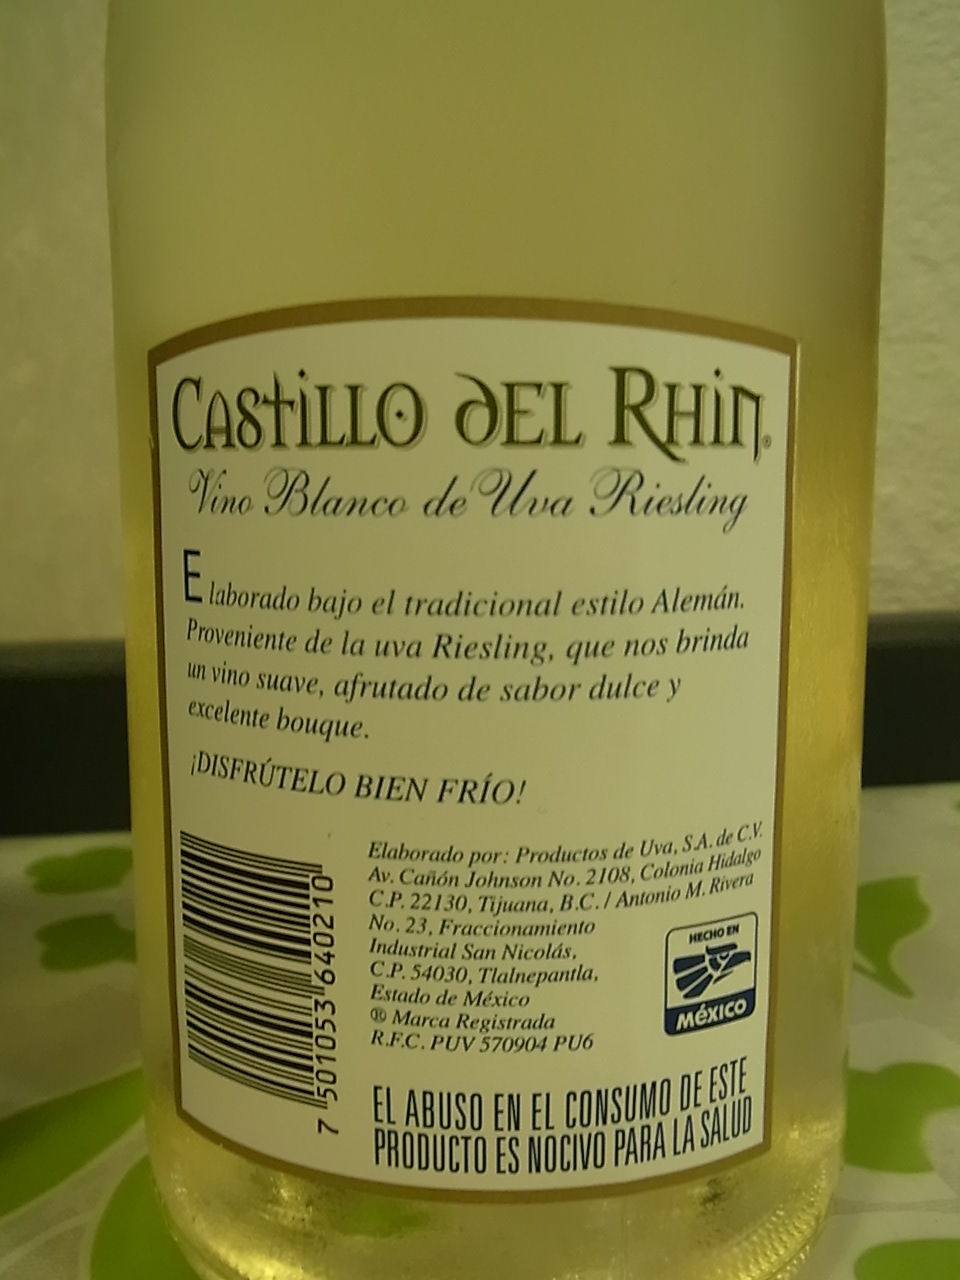 Castillo del Rhin®
Vino Blanco de Uva Riesling
Elaborado bajo el tradicional estilo Alemán.
Proveniente de la uva Riesling, que nos brinda
un vino suave, afrutado de sabor dulce y
excelente bouque.
¡DISFRÚTELO BIEN FRÍO!
Elaborado por: Productos de Uva, S.A. de C.V.
Av. Cañón Johnson No. 2108, Colonia Hidalgo
C.P. 22130, Tijuana, B.C. / Antonio M. Rivera
No. 23, Fraccionamiento
Industrial San Nicolás,
C.P. 54030, Tlalnepantla,
Estado de México
® Marca Registrada
R.F.C. PUV 570904 PU6
HECHO EN
MéXICO
7 501053 640210
EL ABUSO EN EL CONSUMO DE ESTE
PRODUCTO ES NOCIVO PARA LA SALUD